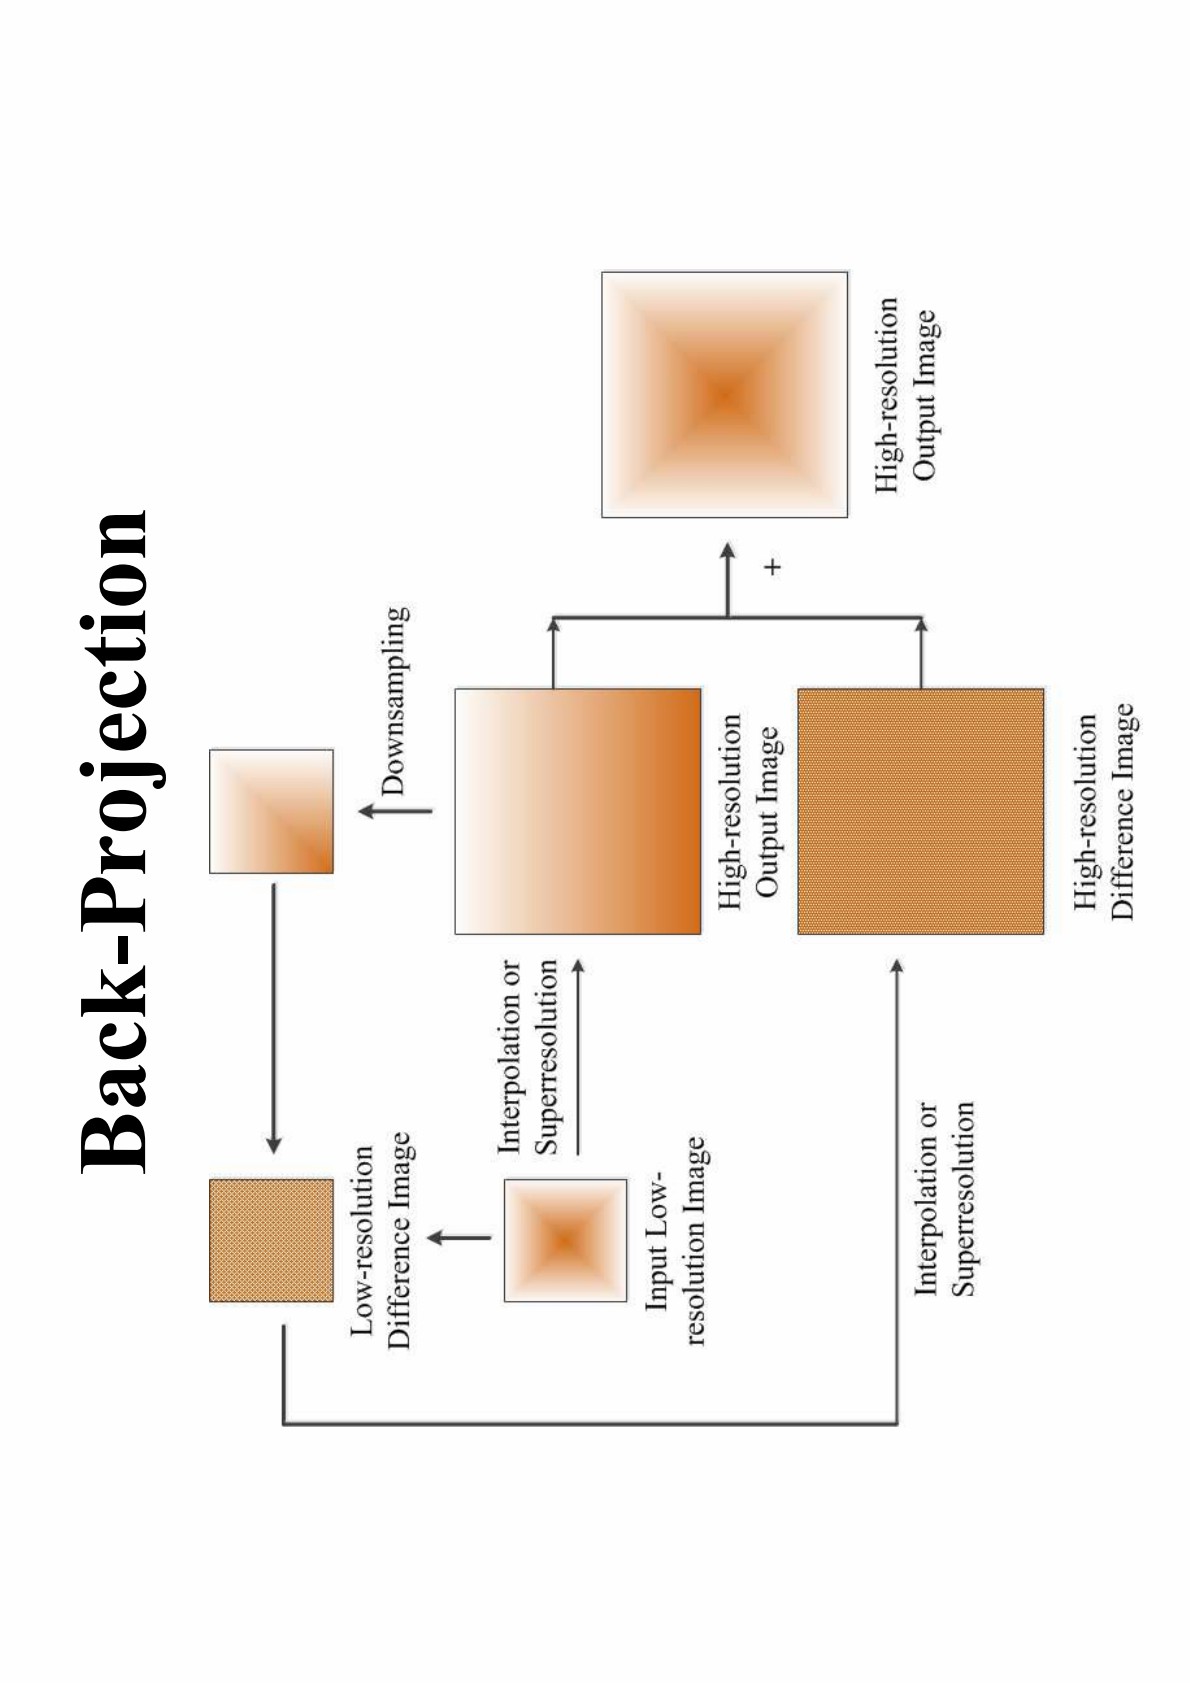 Back-Projection
Low-resolution
Difference Image
Downsampling
Interpolation or
Superresolution
Input Low-
resolution Image
High-resolution
Output Image
+
High-resolution
Output Image
Interpolation or
Superresolution
High-resolution
Difference Image